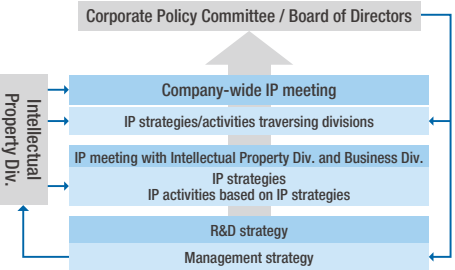 Corporate Policy Committee / Board of Directors
Intellectual
Property Div.
Company-wide IP meeting
IP strategies/activities traversing divisions
IP meeting with Intellectual Property Div. and Business Div.
IP strategies
IP activities based on IP strategies
R&D strategy
Management strategy